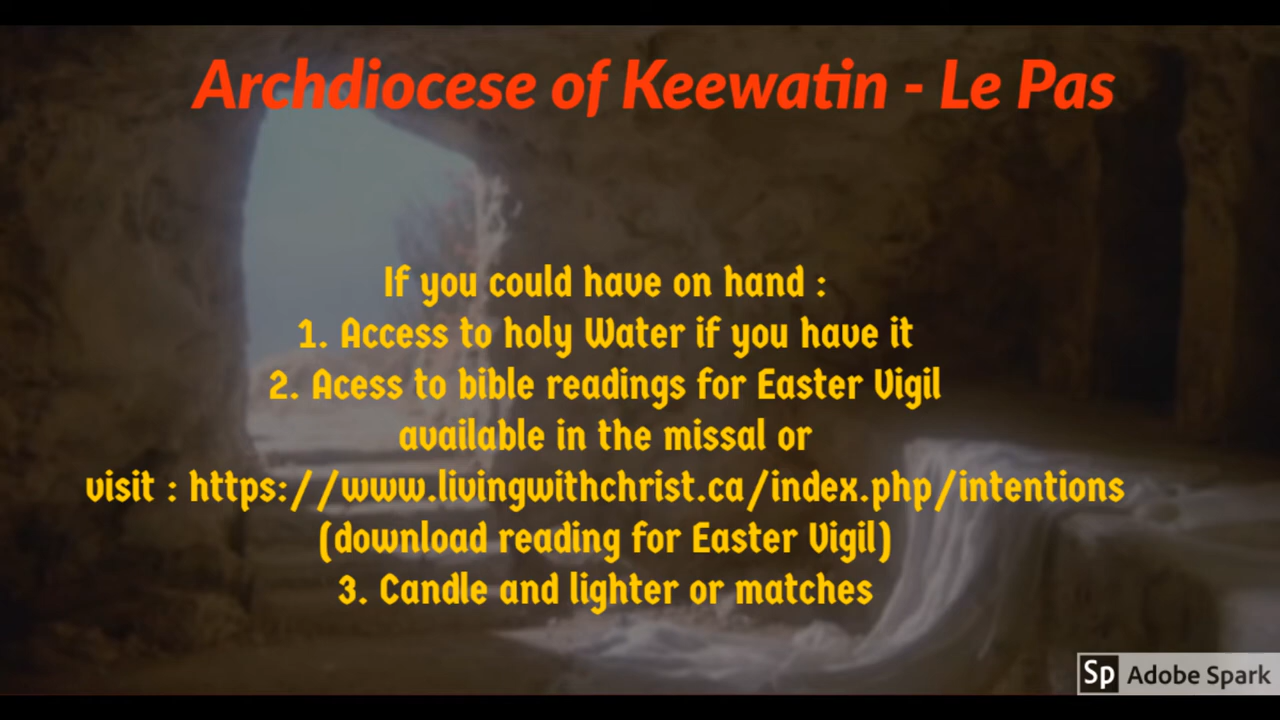 Archdiocese of Keewatin - Le Pas
If you could have on hand :
1. Access to holy Water if you have it
2. Acess to bible readings for Easter Vigil
available in the missal or
visit : https://www.livingwithchrist.ca/index.php/intentions
(download reading for Easter Vigil)
3. Candle and lighter or matches
Sp Adobe Spark